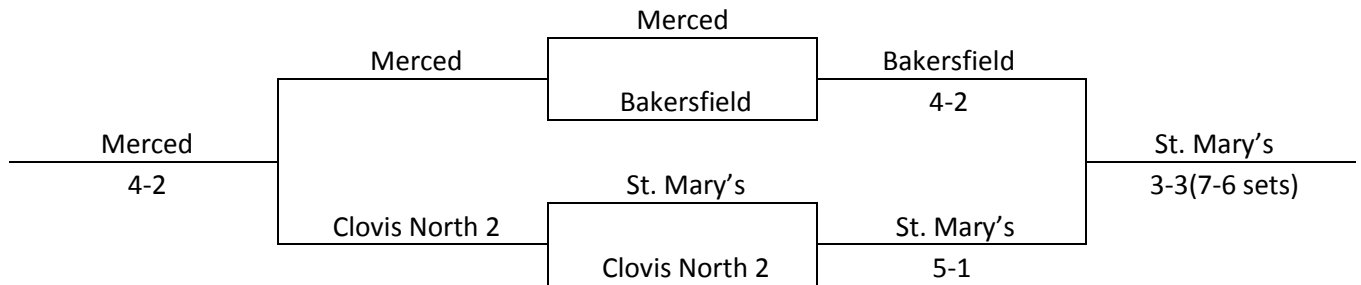 Merced
Merced
Bakersfield
Bakersfield
4-2
Merced
4-2
St. Mary’s
3-3(7-6 sets)
St. Mary’s
Clovis North 2
St. Mary’s
Clovis North 2
5-1